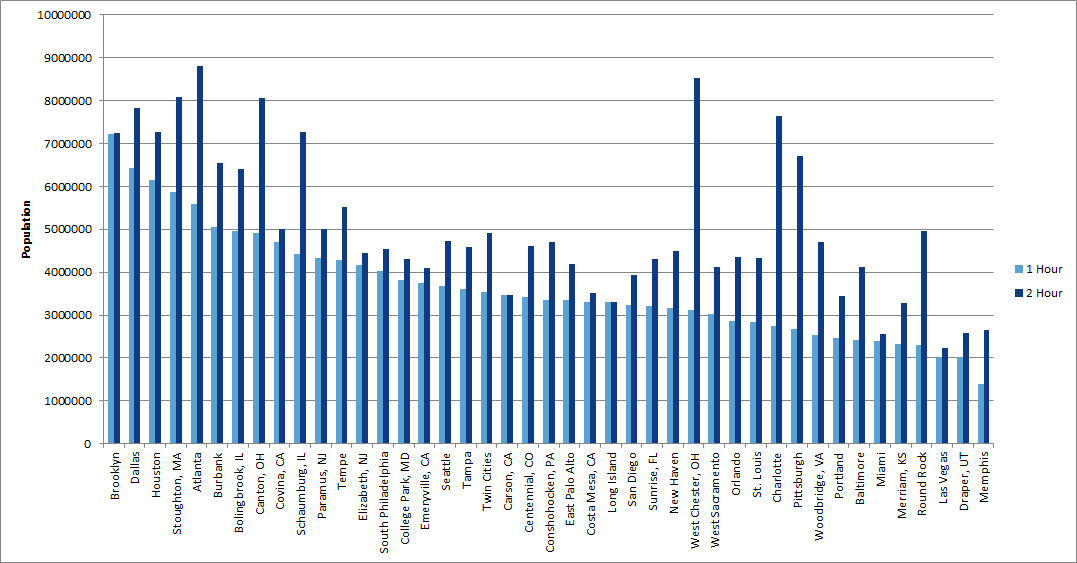 10000000
9000000
8000000
7000000
6000000
5000000
4000000
3000000
2000000
1000000
0
Population
Brooklyn
Dallas
Houston
Stoughton, MA
Atlanta
Burbank
Bolingbrook, IL
Canton, OH
Covina, CA
Schaumburg, IL
Paramus, NJ
Tempe
Elizabeth, NJ
South Philadelphia
College Park, MD
Emeryville, CA
Seattle
Tampa
Twin Cities
Carson, CA
Centennial, CO
Conshohocken, PA
East Palo Alto
Costa Mesa, CA
Long Island
San Diego
Sunrise, FL
New Haven
West Chester, OH
West Sacramento
Orlando
St. Louis
Charlotte
Pittsburgh
Woodbridge, VA
Portland
Baltimore
Miami
Merriam, KS
Round Rock
Las Vegas
Draper, UT
Memphis
1 Hour
2 Hour